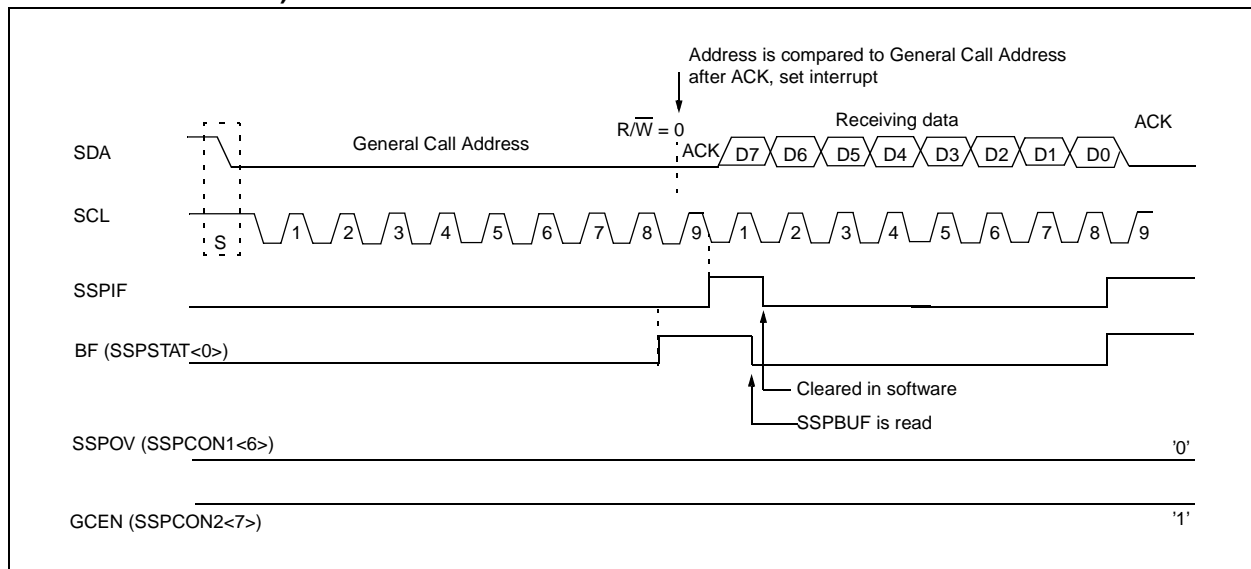 Address is compared to General Call Address
after ACK, set interrupt
R/W = 0
Receiving data
ACK
SDA
General Call Address
ACK
D7 D6 D5 D4 D3 D2 D1 D0
SCL
S
1 2 3 4 5 6 7 8 9 1 2 3 4 5 6 7 8 9
SSPIF
BF (SSPSTAT<0>)
Cleared in software
SSPBUF is read
SSPOV (SSPCON1<6>)
'0'
GCEN (SSPCON2<7>)
'1'